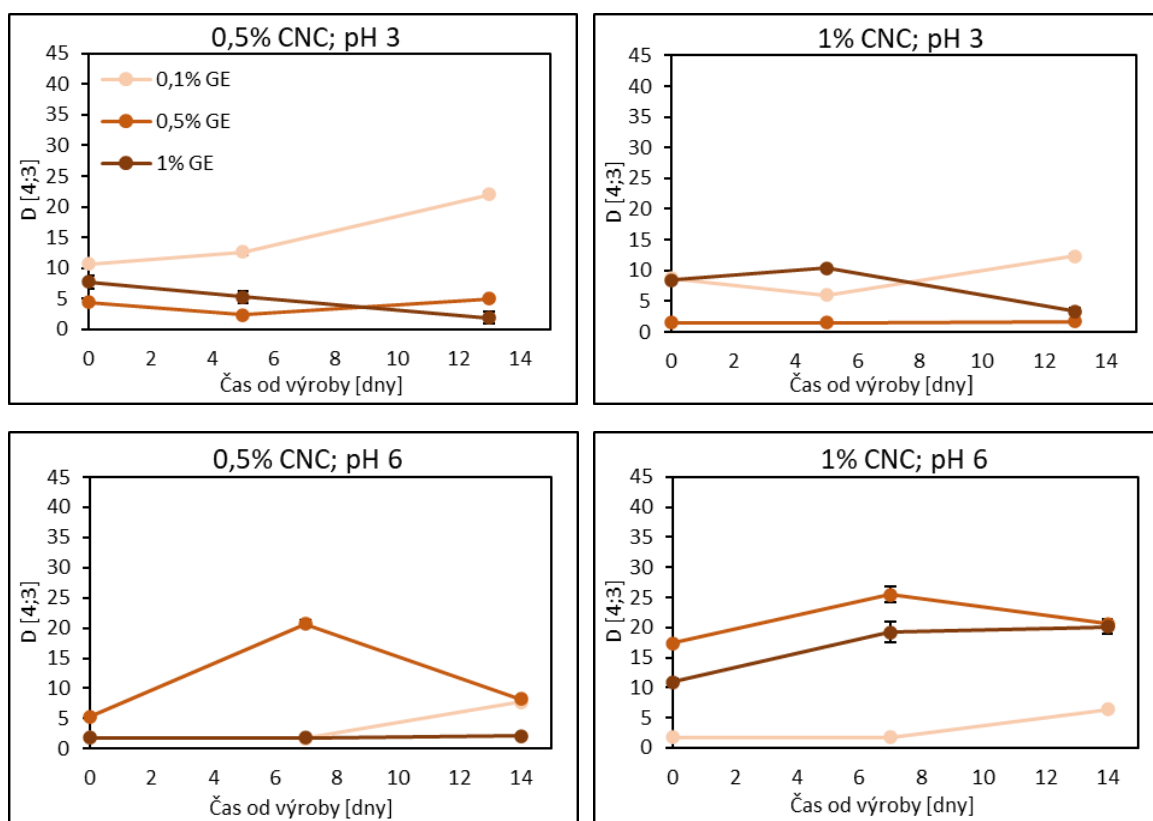 0,5% CNC; pH 3
45
40
35
30
25
20
15
10
5
0
D [4;3]
0,1% GE
0,5% GE
1% GE
0 2 4 6 8 10 12 14
Čas od výroby [dny]
1% CNC; pH 3
45
40
35
30
25
20
15
10
5
0
D [4;3]
0 2 4 6 8 10 12 14
Čas od výroby [dny]
0,5% CNC; pH 6
45
40
35
30
25
20
15
10
5
0
D [4;3]
0 2 4 6 8 10 12 14
Čas od výroby [dny]
1% CNC; pH 6
45
40
35
30
25
20
15
10
5
0
D [4;3]
0 2 4 6 8 10 12 14
Čas od výroby [dny]